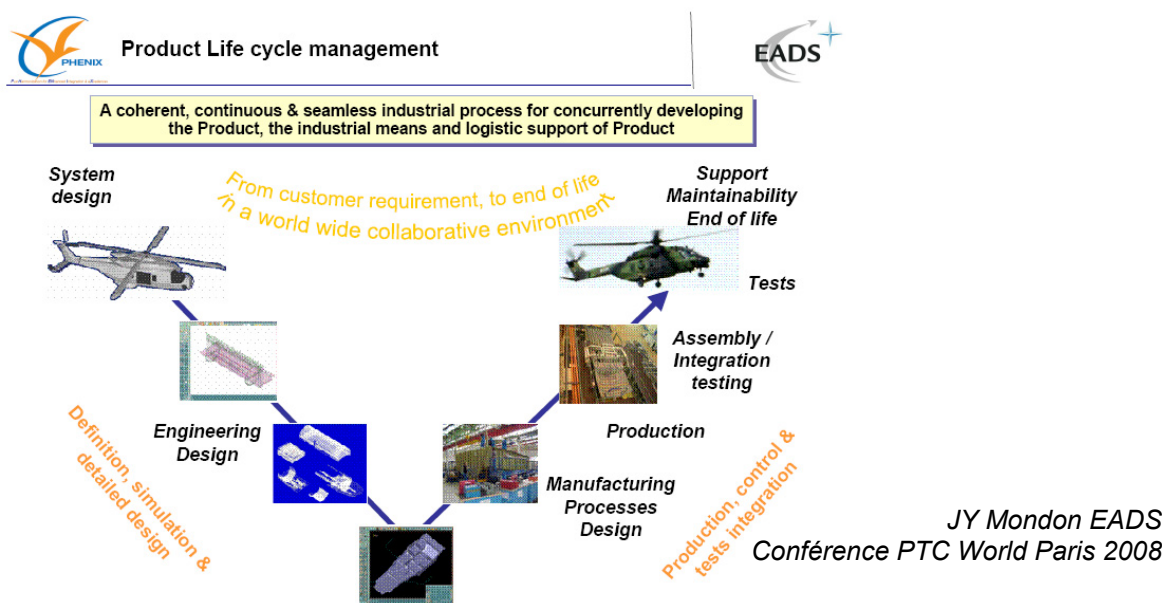 PHENIX
Product Life cycle management
EADS
A coherent, continuous & seamless industrial process for concurrently developing
the Product, the industrial means and logistic support of Product
System
design
From customer requirement, to end of life
in a world wide collaborative environment
Support
Maintainability
End of life
Tests
Assembly /
Integration
testing
Engineering
Design
Production
Manufacturing
Processes
Design
Definition, simulation &
detailed design
Production, control &
tests integration
JY Mondon EADS
Conférence PTC World Paris 2008